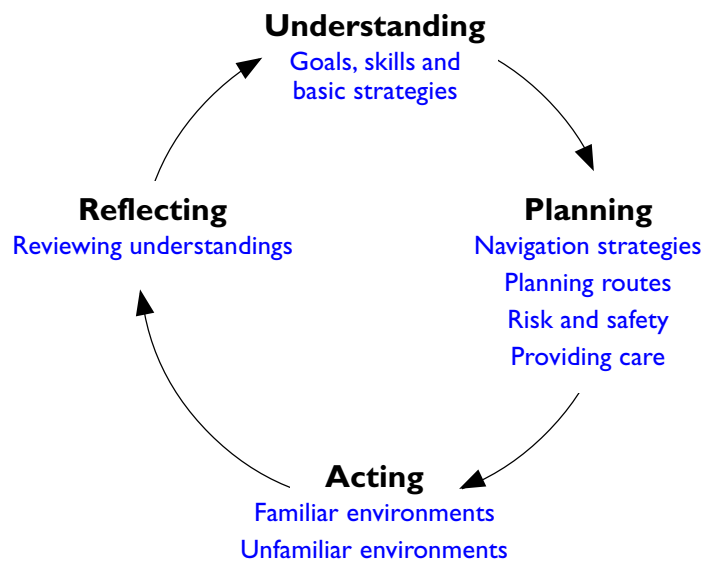 Understanding
Goals, skills and
basic strategies
Reflecting
Reviewing understandings
Planning
Navigation strategies
Planning routes
Risk and safety
Providing care
Acting
Familiar environments
Unfamiliar environments